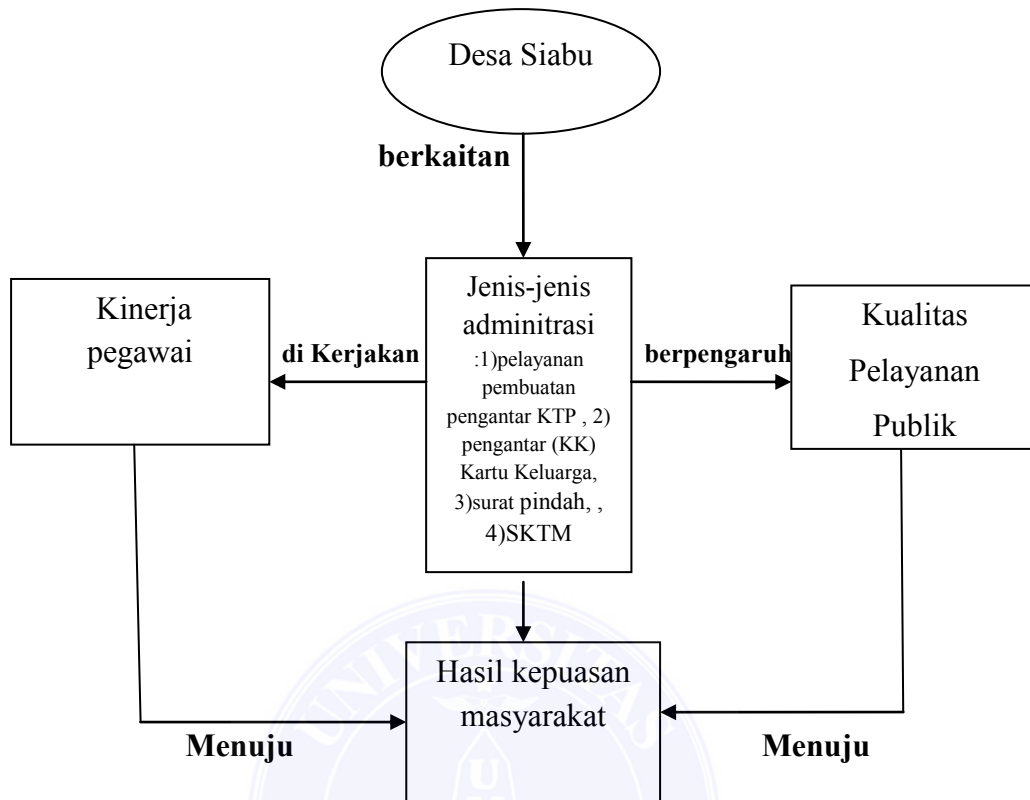 Desa Siabu
berkaitan
Kinerja
pegawai
di Kerjakan
Jenis-jenis
adminitrasi
:1)pelayanan
pembuatan
pengantar KTP , 2)
pengantar (KK)
Kartu Keluarga,
3)surat pindah, ,
4)SKTM
berpengaruh
Kualitas
Pelayanan
Publik
Hasil kepuasan
masyarakat
Menuju
Menuju
UNIVERSITAS